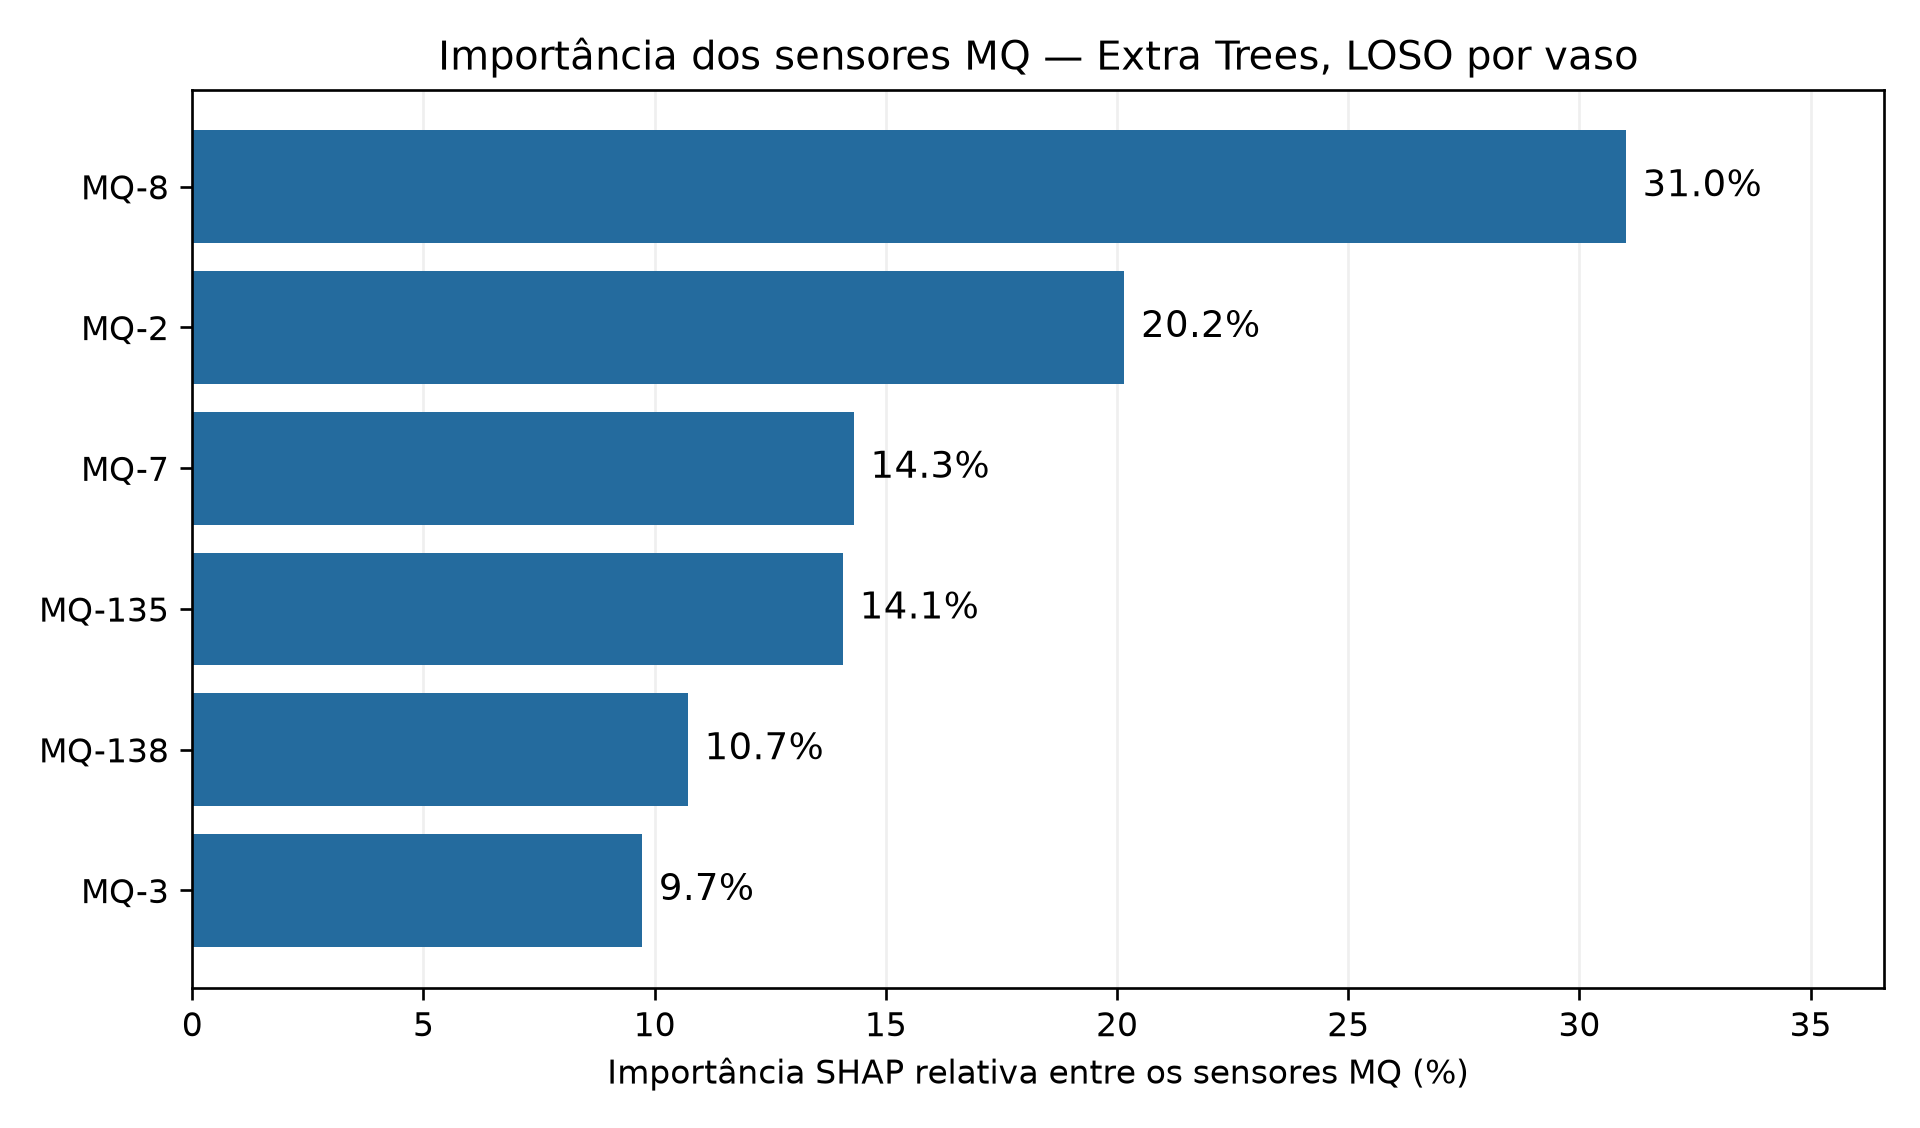 Importância dos sensores MQ — Extra Trees, LOSO por vaso
MQ-8
31.0%
MQ-2
20.2%
MQ-7
14.3%
MQ-135
14.1%
MQ-138
10.7%
MQ-3
9.7%
0 5 10 15 20 25 30 35
Importância SHAP relativa entre os sensores MQ (%)